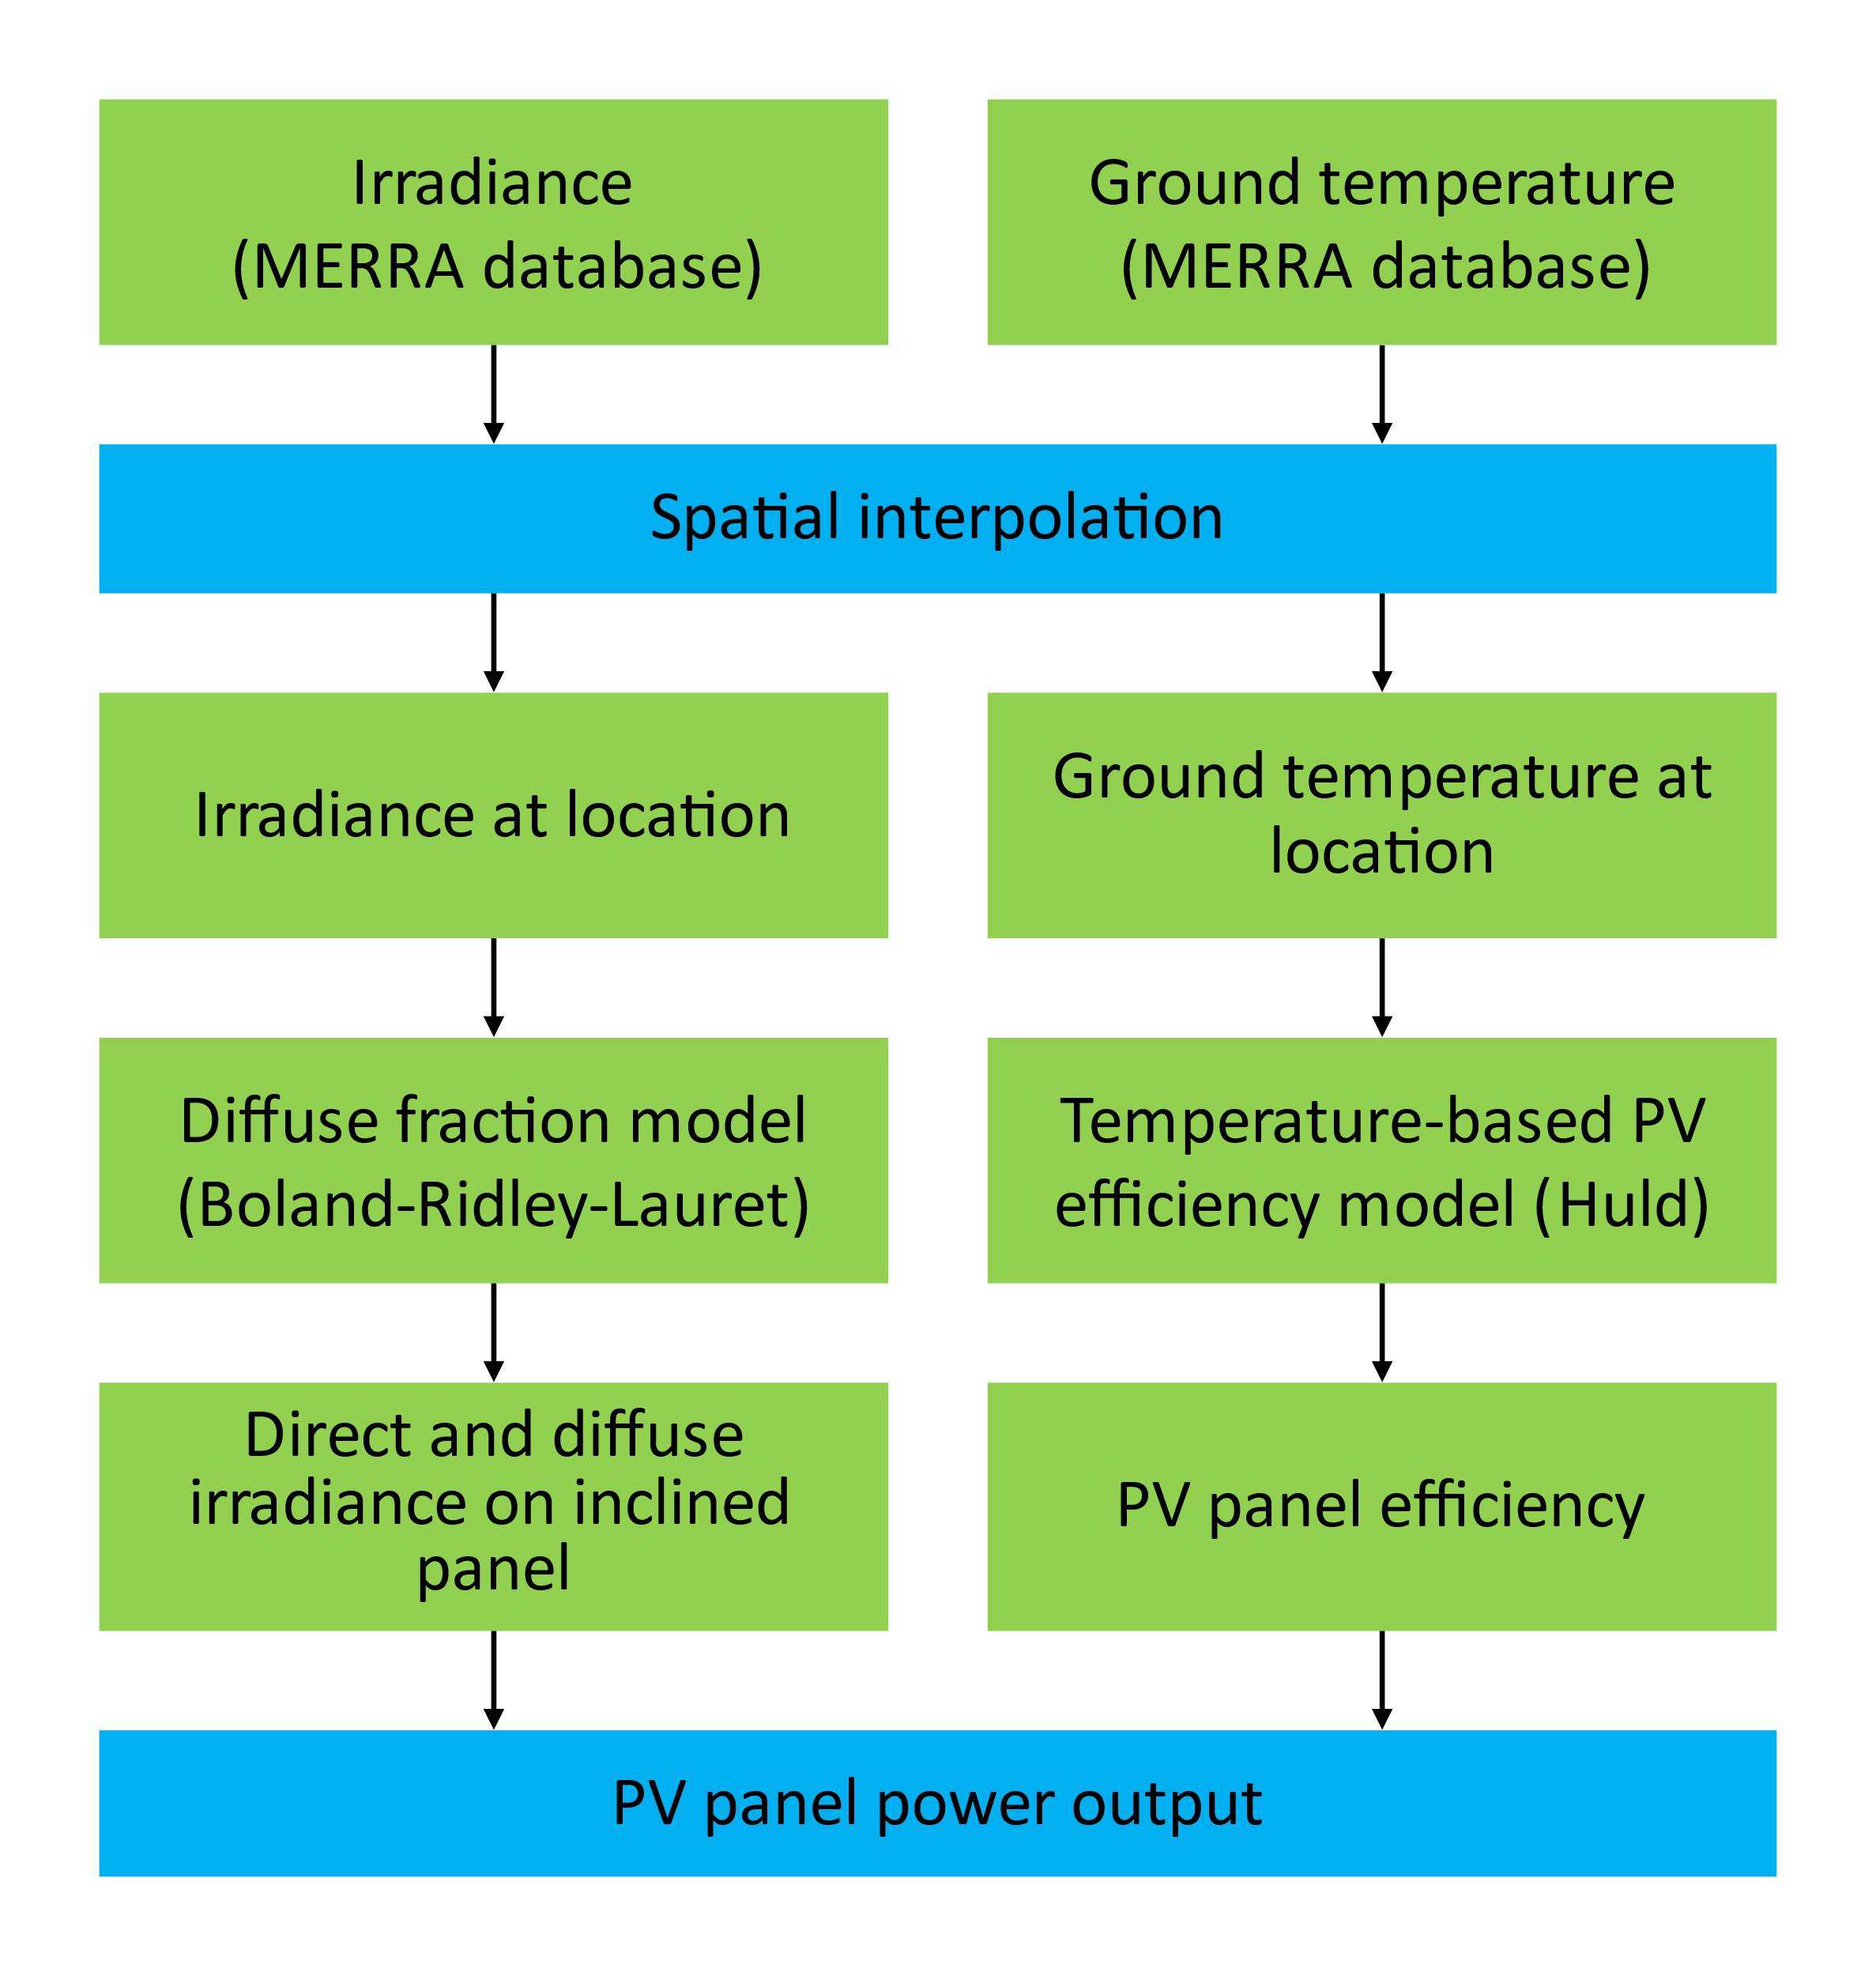 Irradiance
(MERRA database)
Ground temperature
(MERRA database)
Spatial interpolation
Irradiance at location
Ground temperature at
location
Diffuse fraction model
(Boland-Ridley-Lauret)
Temperature-based PV
efficiency model (Huld)
Direct and diffuse
irradiance on inclined
panel
PV panel efficiency
PV panel power output